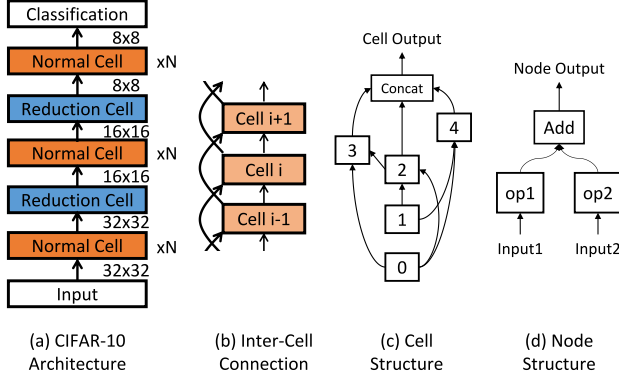 Classification
8x8
Normal Cell
xN
8x8
Reduction Cell
16x16
Normal Cell
xN
16x16
Reduction Cell
32x32
Normal Cell
xN
32x32
Input
(a) CIFAR-10
Architecture
Cell i+1
Cell i
Cell i-1
(b) Inter-Cell
Connection
Cell Output
Concat
4
3
2
1
0
(c) Cell
Structure
Node Output
Add
op1
op2
Input1
Input2
(d) Node
Structure